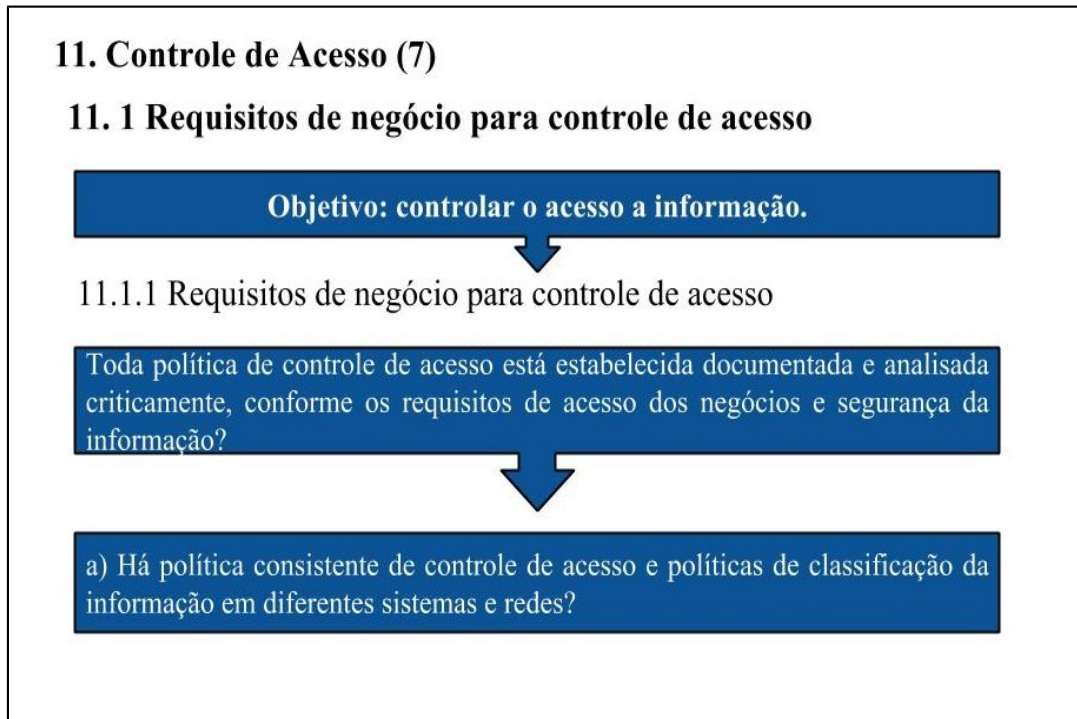 11. Controle de Acesso (7)
11. 1 Requisitos de negócio para controle de acesso
Objetivo: controlar o acesso a informação.
11.1.1 Requisitos de negócio para controle de acesso
Toda política de controle de acesso está estabelecida documentada e analisada
criticamente, conforme os requisitos de acesso dos negócios e segurança da
informação?
a) Há política consistente de controle de acesso e políticas de classificação da
informação em diferentes sistemas e redes?